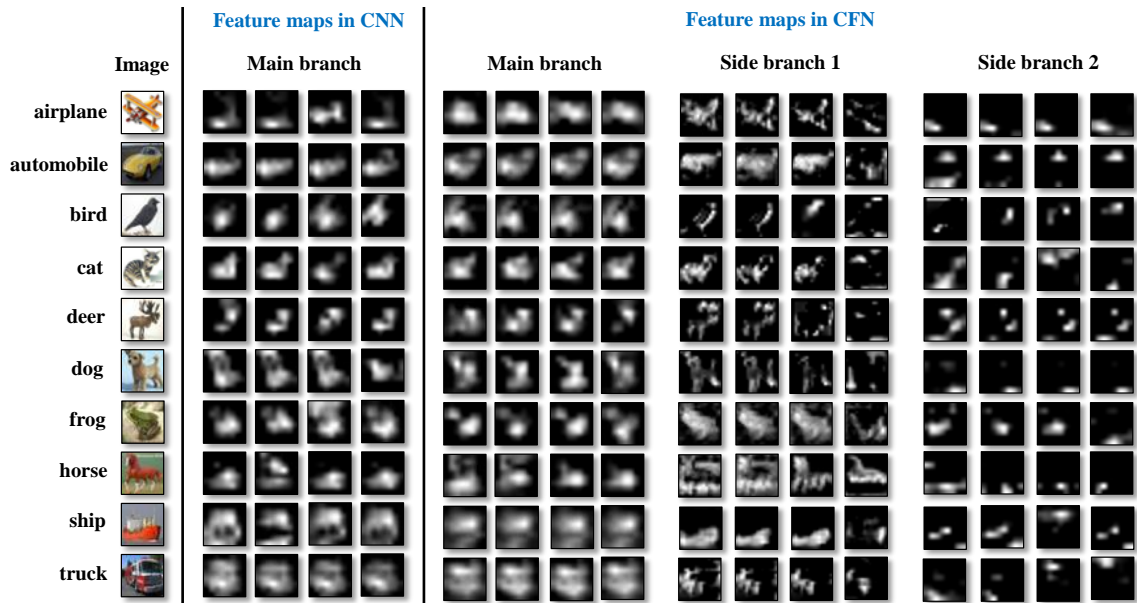 Feature maps in CNN
Feature maps in CFN
Image
Main branch
Main branch
Side branch 1
Side branch 2
airplane
automobile
bird
cat
deer
dog
frog
horse
ship
truck